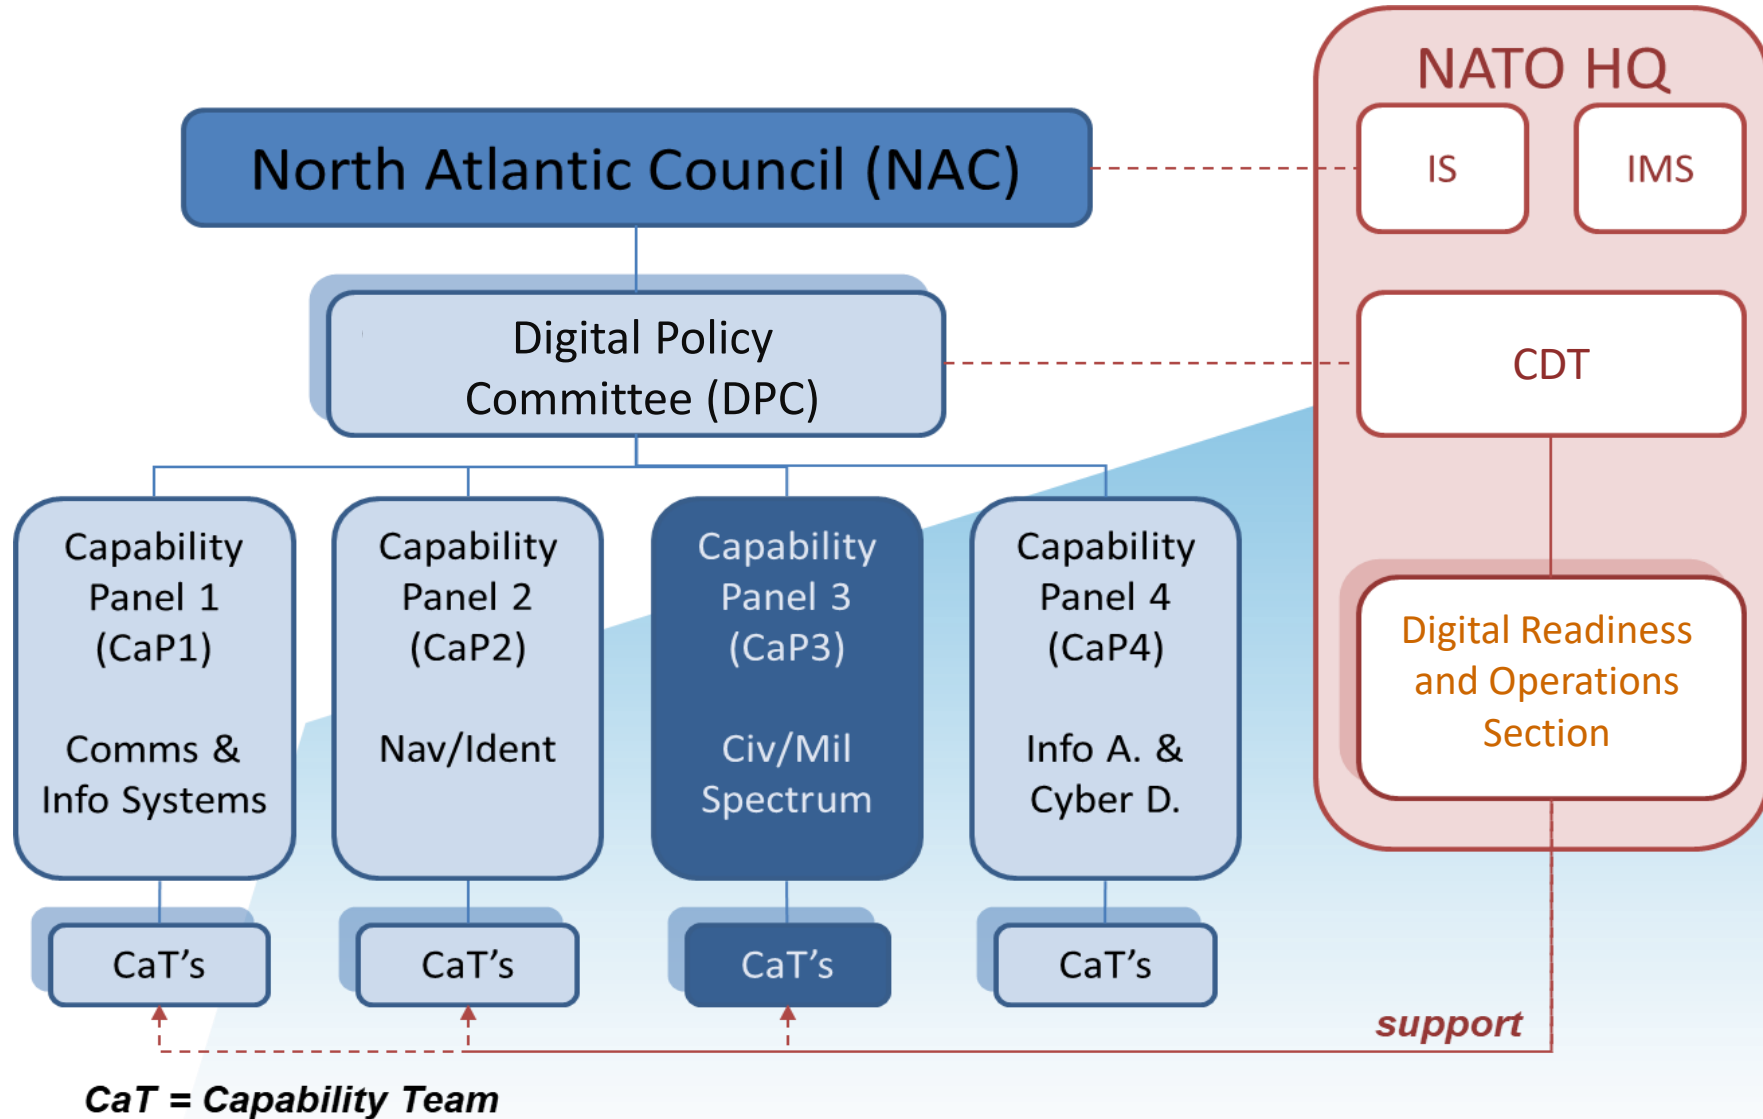 NATO HQ
North Atlantic Council (NAC)
IS
IMS
Digital Policy
Committee (DPC)
CDT
Capability
Panel 1
(CaP1)
Comms &
Info Systems
Capability
Panel 2
(CaP2)
Nav/Ident
Capability
Panel 3
(CaP3)
Civ/Mil
Spectrum
Capability
Panel 4
(CaP4)
Info A. &
Cyber D.
Digital Readiness
and Operations
Section
CaT's
CaT's
CaT's
CaT's
support
CaT = Capability Team